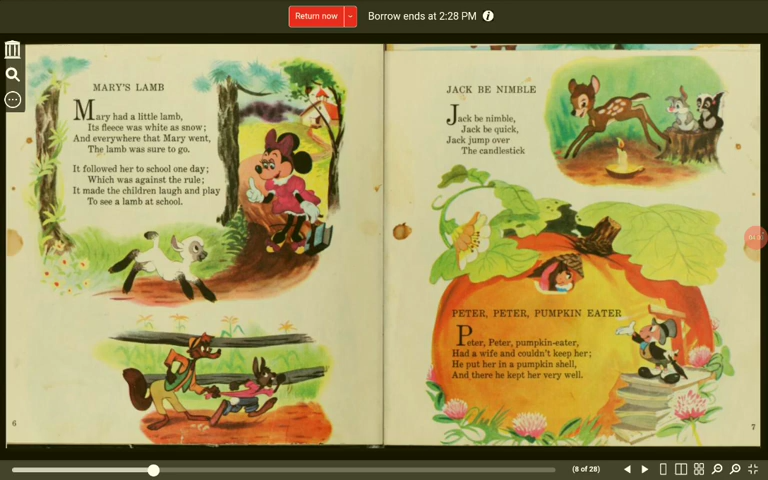 Return now
Borrow ends at 2:28 PM
MARY'S LAMB
Mary had a little lamb,
Its fleece was white as snow;
And everywhere that Mary went,
The lamb was sure to go.
It followed her to school one day;
Which was against the rule;
It made the children laugh and play
To see a lamb at school.
6
JACK BE NIMBLE
Jack be nimble,
Jack be quick,
Jack jump over
The candlestick
PETER, PETER, PUMPKIN EATER
Peter, Peter, pumpkin-eater,
Had a wife and couldn't keep her;
He put her in a pumpkin shell,
And there he kept her very well.
7
(8 of 28)